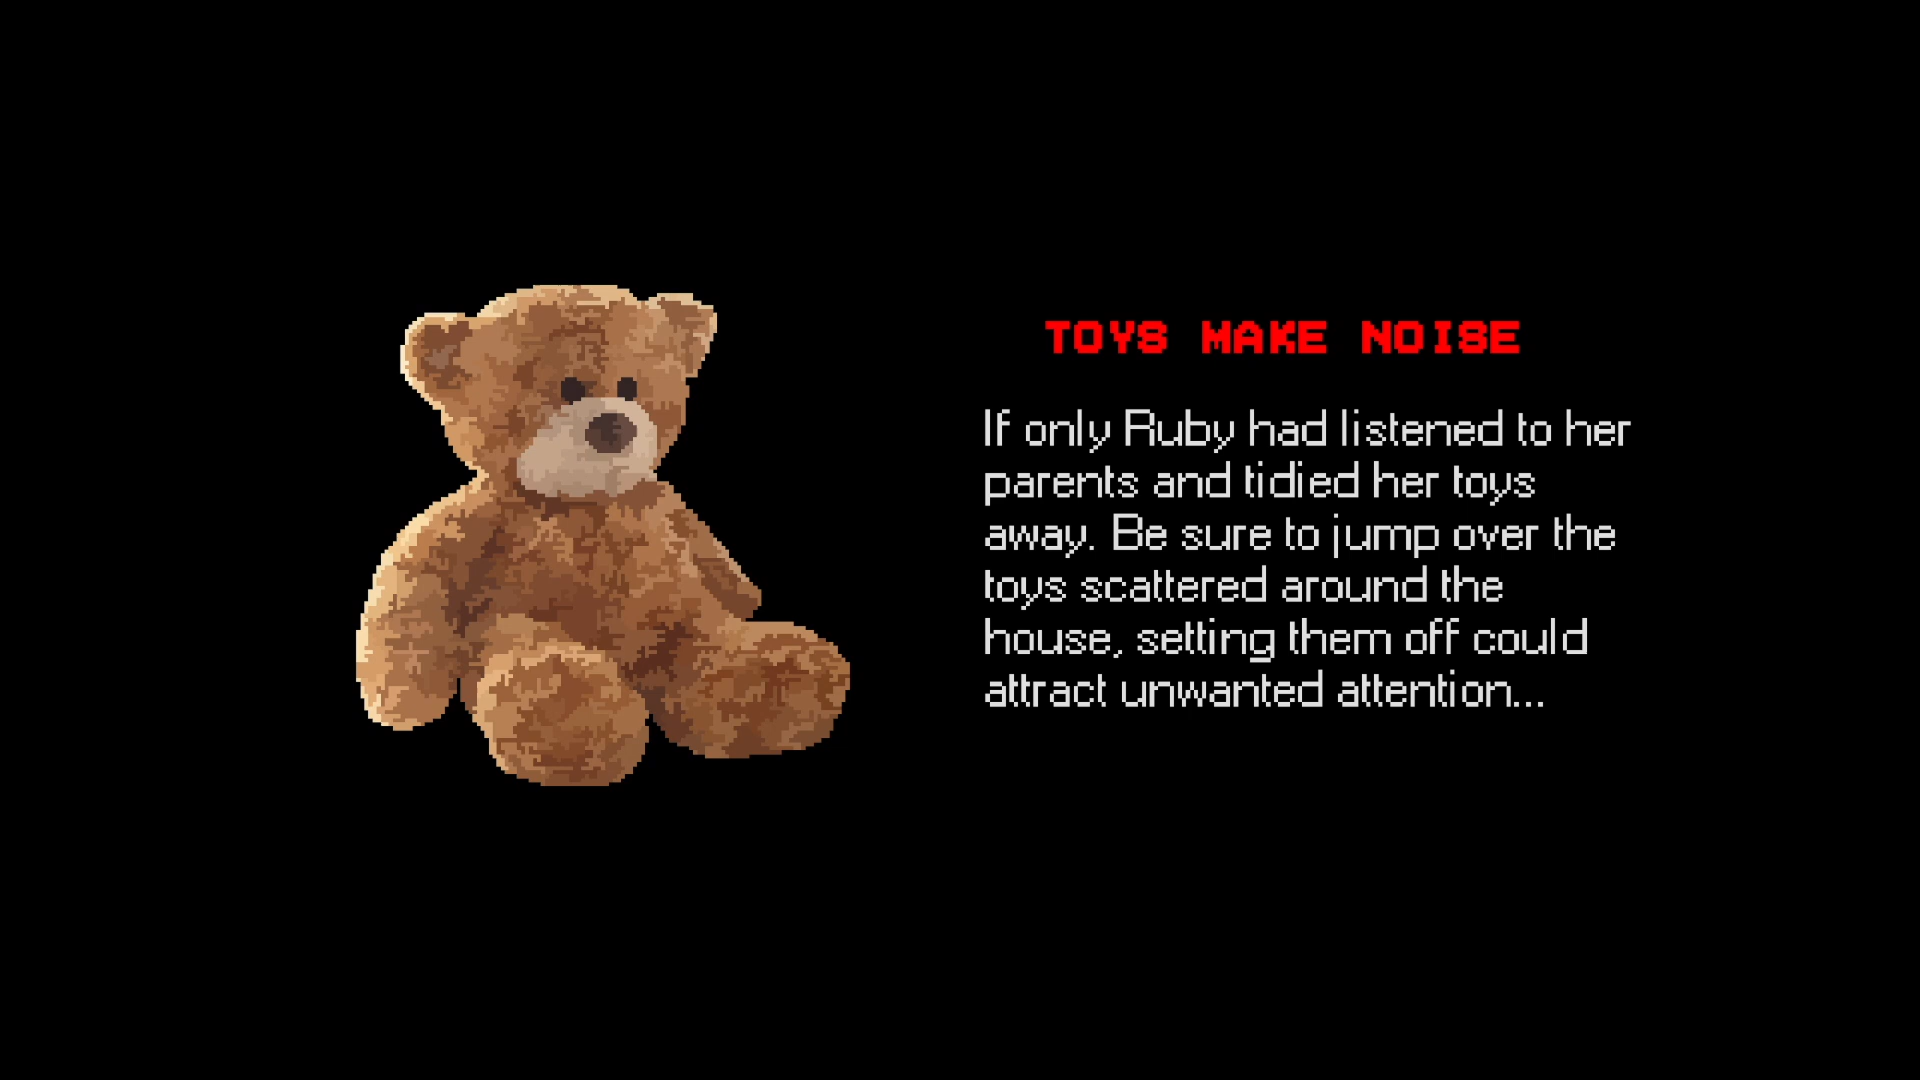 TOYS MAKE NOISE
If only Ruby had listened to her
parents and tidied her toys
away. Be sure to jump over the
toys scattered around the
house, setting them off could
attract unwanted attention...